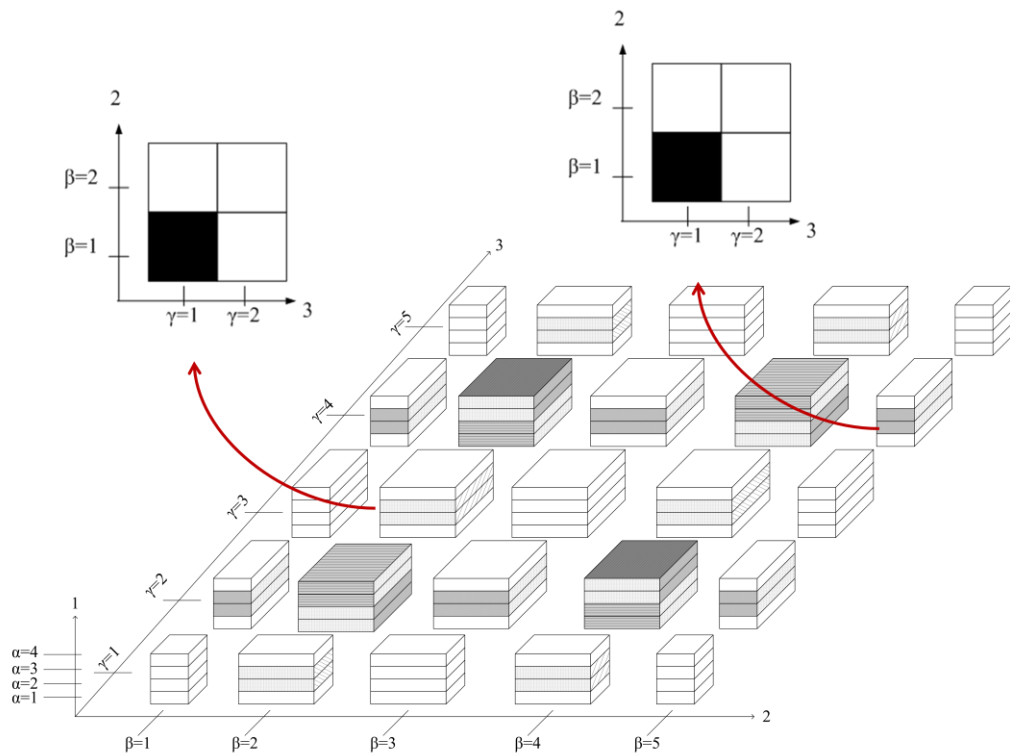 2
β=2
β=1
γ=1
γ=2
3
2
β=2
β=1
γ=1
γ=2
3
3
γ=5
γ=4
γ=3
γ=2
γ=1
1
α=4
α=3
α=2
α=1
2
β=1
β=2
β=3
β=4
β=5